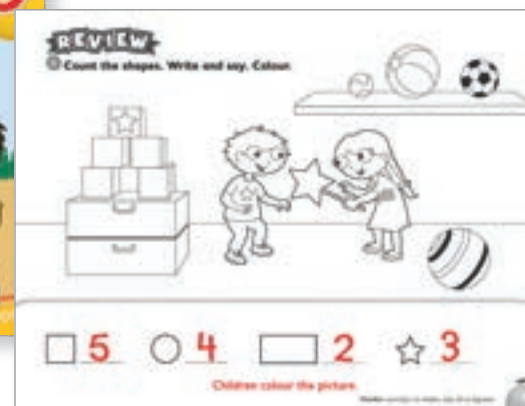 REVIEW
Count the shapes. Write and say. Colour.
5 4 2 3
Children colour the picture.